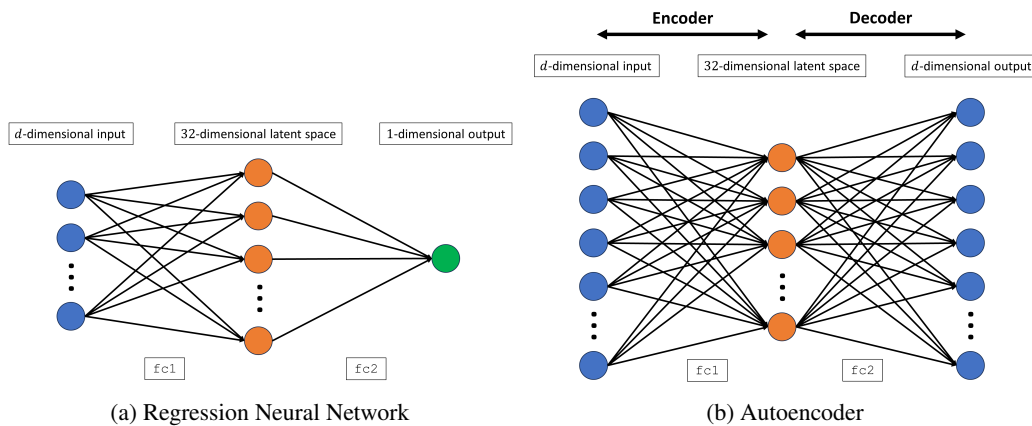 d-dimensional input
32-dimensional latent space
1-dimensional output
fc1
fc2
(a) Regression Neural Network
Encoder
Decoder
d-dimensional input
32-dimensional latent space
d-dimensional output
fc1
fc2
(b) Autoencoder